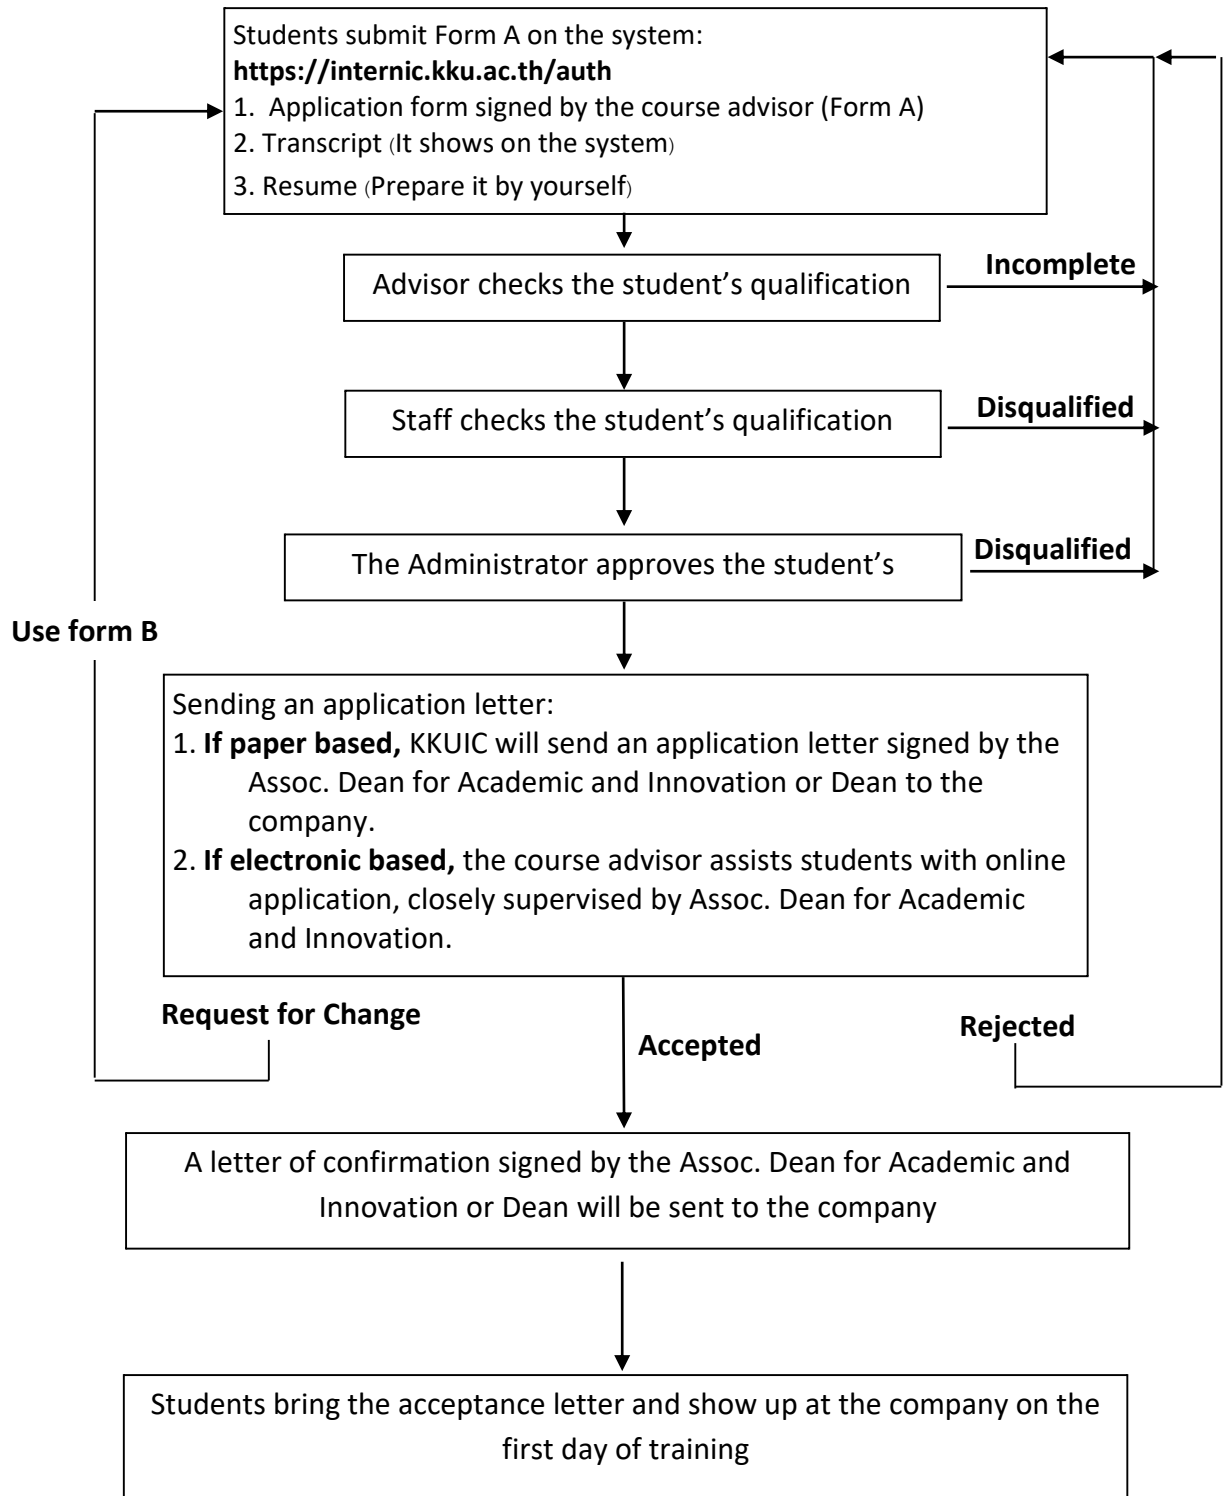 Students submit Form A on the system:
https://internic.kku.ac.th/auth
1. Application form signed by the course advisor (Form A)
2. Transcript (It shows on the system)
3. Resume (Prepare it by yourself)
Advisor checks the student’s qualification
Incomplete
Staff checks the student’s qualification
Disqualified
The Administrator approves the student’s
Disqualified
Use form B
Sending an application letter:
1. If paper based, KKUIC will send an application letter signed by the
Assoc. Dean for Academic and Innovation or Dean to the
company.
2. If electronic based, the course advisor assists students with online
application, closely supervised by Assoc. Dean for Academic
and Innovation.
Request for Change
Accepted
Rejected
A letter of confirmation signed by the Assoc. Dean for Academic and
Innovation or Dean will be sent to the company
Students bring the acceptance letter and show up at the company on the
first day of training